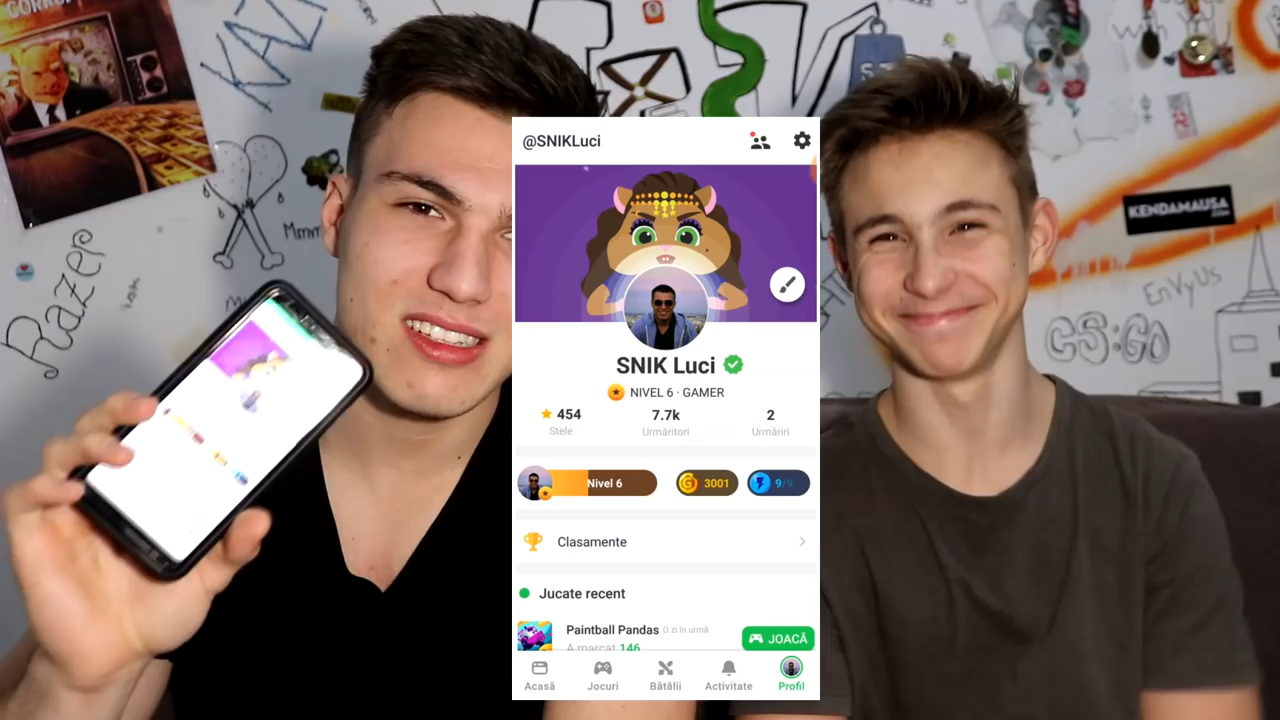 @SNIKLuci
SNIK Luci
NIVEL 6 · GAMER
454
7.7k
2
Stele
Urmăritori
Urmăriri
Nivel 6
3001
9/9
Clasamente
Jucate recent
Paintball Pandas
O zi în urmă
A marcat 146
JOACĂ
Acasă
Jocuri
Bătălii
Activitate
Profil
Razer
KENDAMAUSA
EnVyUs
CS:GO